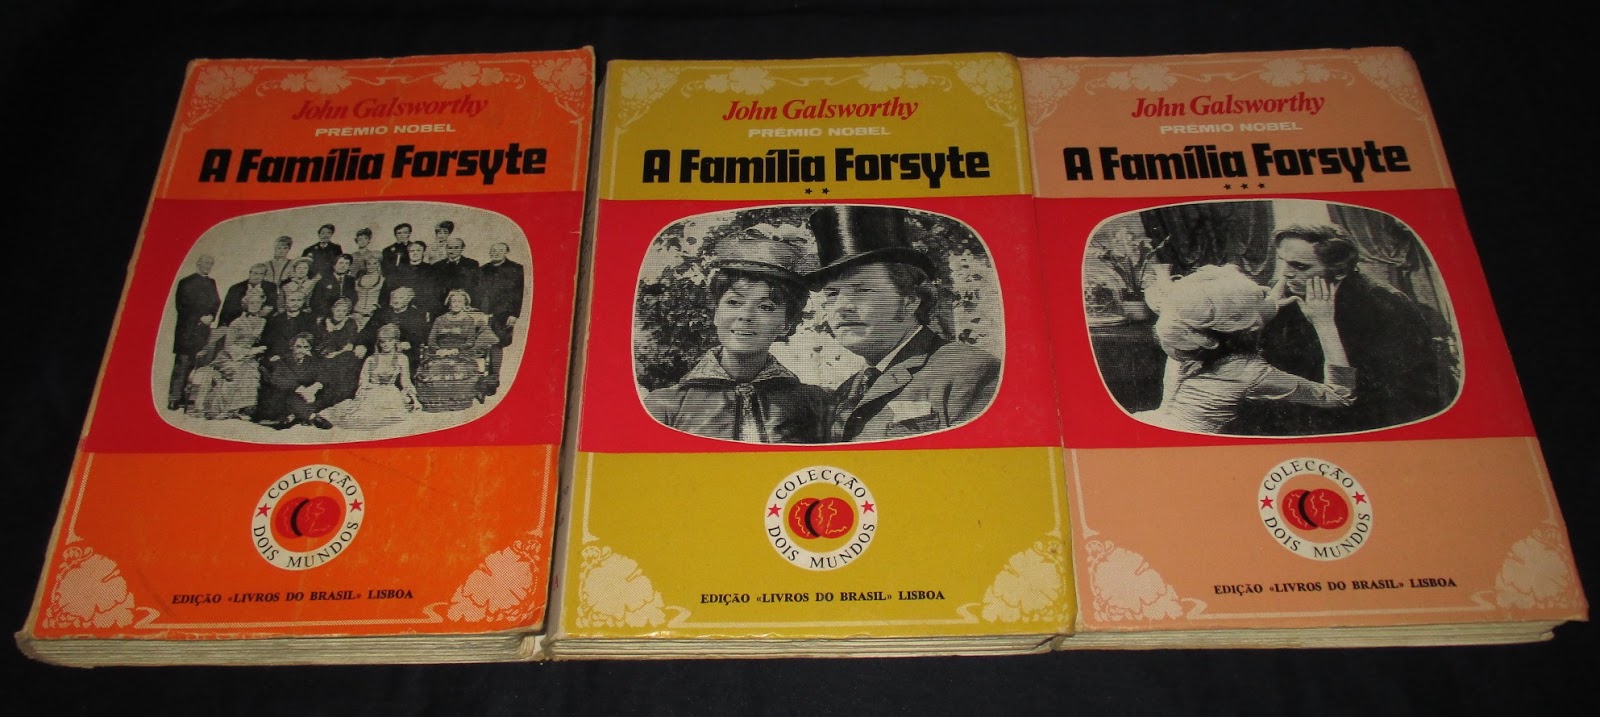 John Galsworthy
PRÉMIO NOBEL
A Família Forsyte
COLECÇÃO
DOIS MUNDOS
EDIÇÃO «LIVROS DO BRASIL» LISBOA
John Galsworthy
PRÉMIO NOBEL
A Família Forsyte
★ ★
COLECÇÃO
DOIS MUNDOS
EDIÇÃO «LIVROS DO BRASIL» LISBOA
John Galsworthy
PRÉMIO NOBEL
A Família Forsyte
★ ★ ★
COLECÇÃO
DOIS MUNDOS
EDIÇÃO «LIVROS DO BRASIL» LISBOA